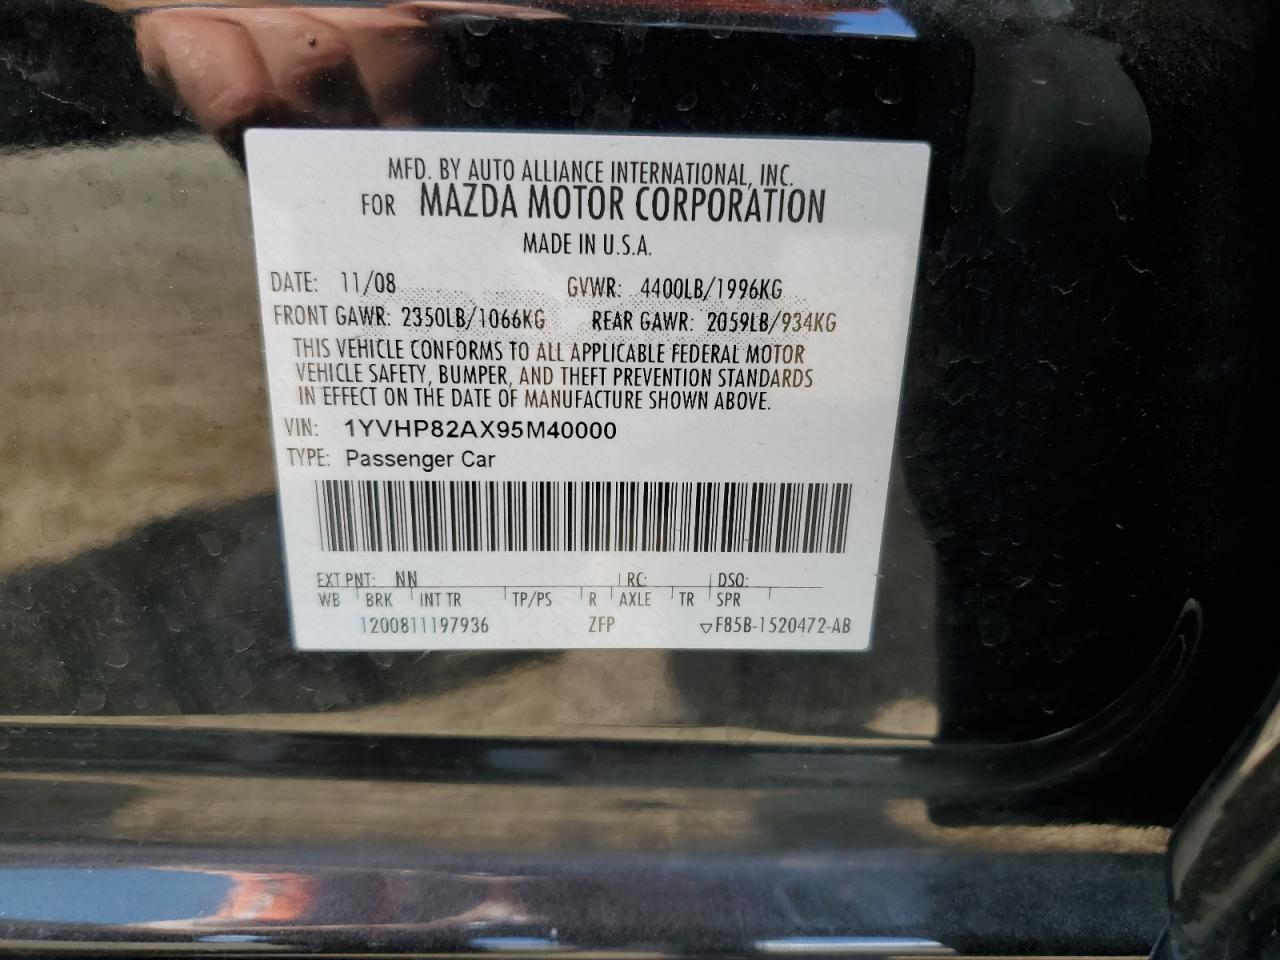 MFD. BY AUTO ALLIANCE INTERNATIONAL, INC.
FOR MAZDA MOTOR CORPORATION
MADE IN U.S.A.
DATE: 11/08 GVWR: 4400LB/1996KG
FRONT GAWR: 2350LB/1066KG REAR GAWR: 2059LB/934KG
THIS VEHICLE CONFORMS TO ALL APPLICABLE FEDERAL MOTOR
VEHICLE SAFETY, BUMPER, AND THEFT PREVENTION STANDARDS
IN EFFECT ON THE DATE OF MANUFACTURE SHOWN ABOVE.
VIN: 1YVHP82AX95M40000
TYPE: Passenger Car
EXT PNT: NN RC: DSO:
WB BRK INT TR TP/PS R AXLE TR SPR
1200811197936 ZFP ▽F85B-1520472-AB